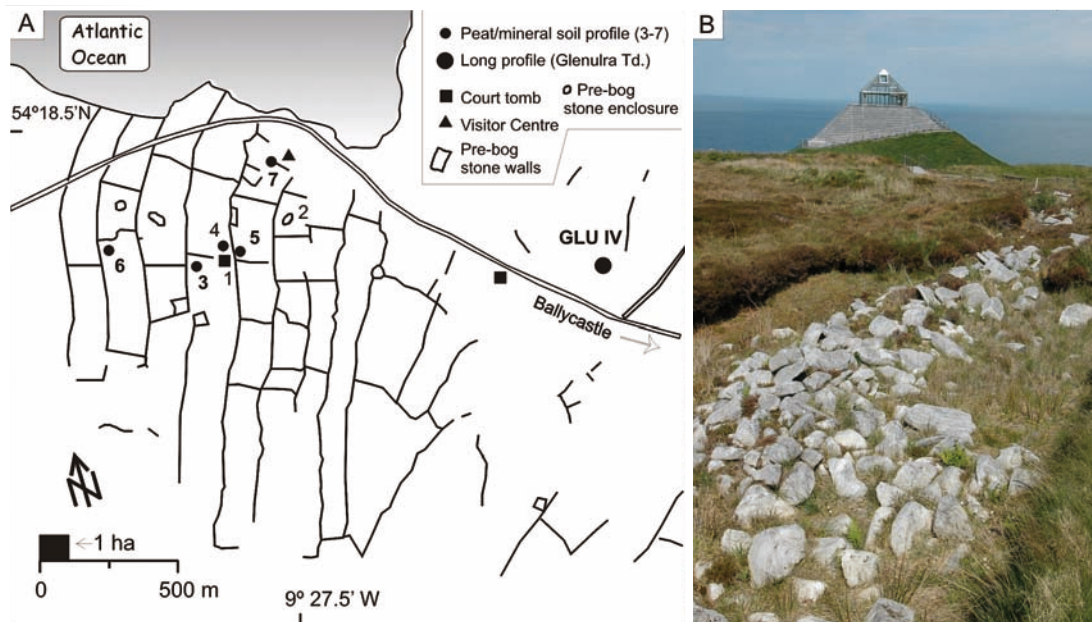 A
Atlantic
Ocean
54º18.5'N
Peat/mineral soil profile (3-7)
Long profile (Glenulra Td.)
Court tomb
Pre-bog
stone enclosure
Visitor Centre
Pre-bog
stone walls
7
2
4
5
GLU IV
6
3
1
Ballycastle
N
1 ha
0
500 m
9º 27.5' W
B